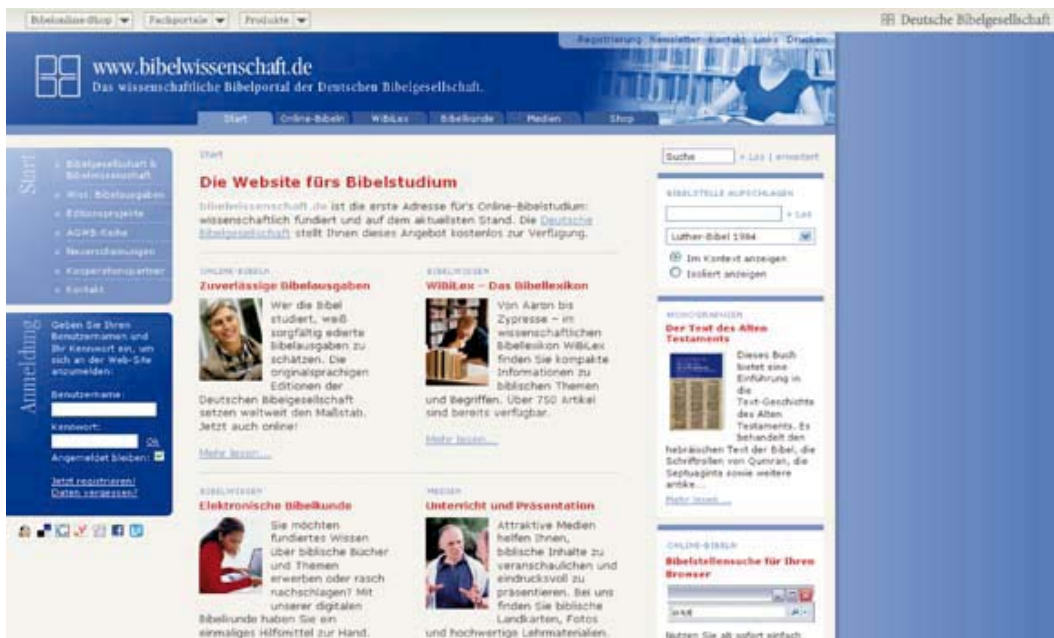 Bibelonline-Shop Fachportale Produkte
Deutsche Bibelgesellschaft
Registrierung Newsletter Kontakt Links Drucken
www.bibelwissenschaft.de
Das wissenschaftliche Bibelportal der Deutschen Bibelgesellschaft.
Start Online-Bibeln WiBiLex Bibelkunde Medien Shop
Start
» Bibelgesellschaft &
Bibelwissenschaft
» Wiss. Bibelausgaben
» Editionsprojekte
» AGWB-Reihe
» Neuerscheinungen
» Kooperationspartner
» Kontakt
Anmeldung
Geben Sie Ihren
Benutzernamen und
Ihr Kennwort ein, um
sich an der Web-Site
anzumelden:
Benutzername:
Kennwort:
Ok
Angemeldet bleiben:
Jetzt registrieren!
Daten vergessen?
Start
Die Website fürs Bibelstudium
bibelwissenschaft.de ist die erste Adresse für's Online-Bibelstudium:
wissenschaftlich fundiert und auf dem aktuellsten Stand. Die Deutsche
Bibelgesellschaft stellt Ihnen dieses Angebot kostenlos zur Verfügung.
ONLINE-BIBELN
Zuverlässige Bibelausgaben
Wer die Bibel
studiert, weiß
sorgfältig edierte
Bibelausgaben zu
schätzen. Die
originalsprachigen
Editionen der
Deutschen Bibelgesellschaft
setzen weltweit den Maßstab.
Jetzt auch online!
Mehr lesen...
BIBELWISSEN
WiBiLex – Das Bibellexikon
Von Aaron bis
Zypresse – im
wissenschaftlichen
Bibellexikon WiBiLex
finden Sie kompakte
Informationen zu
biblischen Themen
und Begriffen. Über 750 Artikel
sind bereits verfügbar.
Mehr lesen...
BIBELWISSEN
Elektronische Bibelkunde
Sie möchten
fundiertes Wissen
über biblische Bücher
und Themen
erwerben oder rasch
nachschlagen? Mit
unserer digitalen
Bibelkunde haben Sie ein
einmaliges Hilfsmittel zur Hand.
MEDIEN
Unterricht und Präsentation
Attraktive Medien
helfen Ihnen,
biblische Inhalte zu
veranschaulichen und
eindrucksvoll zu
präsentieren. Bei uns
finden Sie biblische
Landkarten, Fotos
und hochwertige Lehrmaterialien.
Suche » Los | erweitert
BIBELSTELLE AUFSCHLAGEN
» Los
Luther-Bibel 1984
Im Kontext anzeigen
Isoliert anzeigen
MONOGRAPHIEN
Der Text des Alten
Testaments
Dieses Buch
bietet eine
Einführung in
die
Text-Geschichte
des Alten
Testaments. Es
behandelt den
hebräischen Text der Bibel, die
Schriftrollen von Qumran, die
Septuaginta sowie weitere
antike...
Mehr lesen...
ONLINE-BIBELN
Bibelstellensuche für Ihren
Browser
Nutzen Sie ab sofort einfach